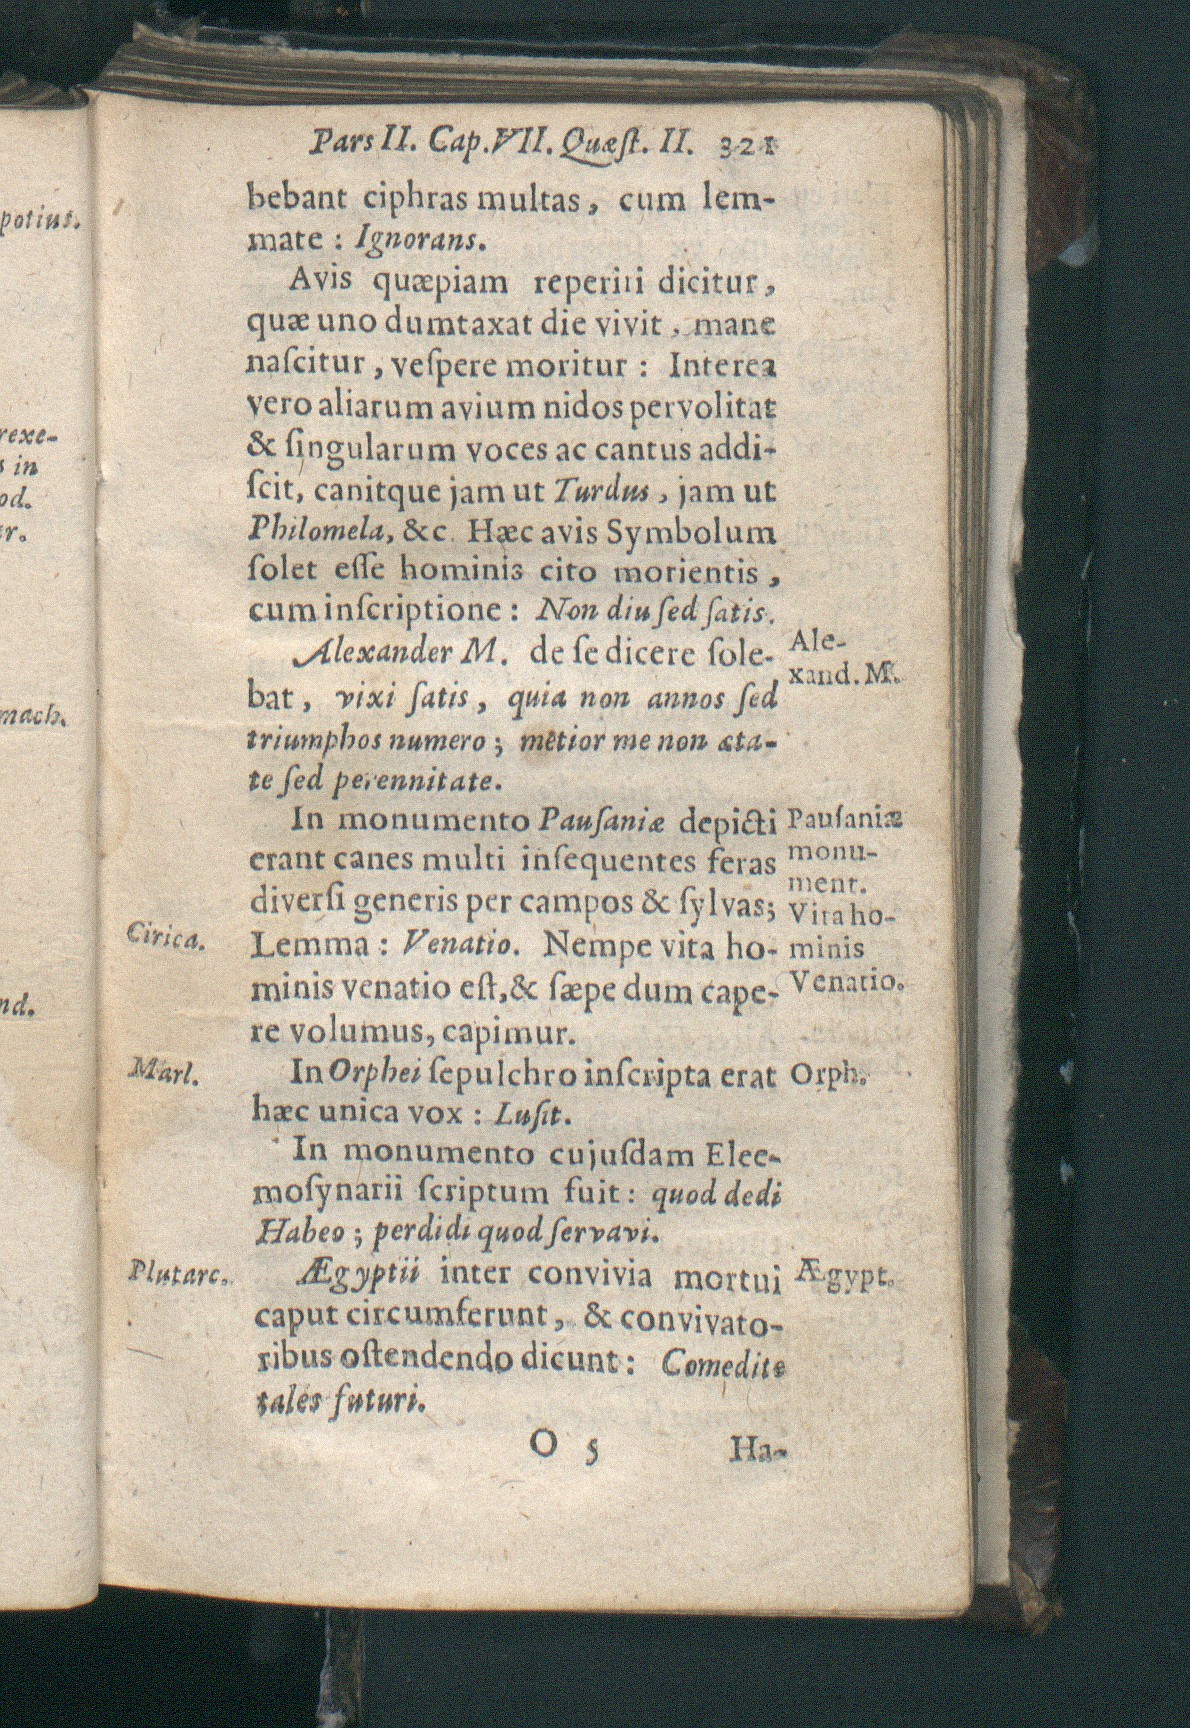 Pars II. Cap. VII. Quæſt. II. 321
bebant ciphras multas, cum lem-
mate : Ignorans.
Avis quæpiam reperiri dicitur,
quæ uno dumtaxat die vivit, mane
naſcitur, veſpere moritur : Interea
vero aliarum avium nidos pervolitat
& ſingularum voces ac cantus addi-
ſcit, canitque jam ut Turdus, jam ut
Philomela, &c. Hæc avis Symbolum
ſolet eſſe hominis cito morientis,
cum inſcriptione : Non diu ſed ſatis.
Alexander M. de ſe dicere ſole-
bat, vixi ſatis, quia non annos ſed
triumphos numero ; metior me non æta-
te ſed perennitate.
In monumento Pauſaniæ depicti
erant canes multi inſequentes feras
diverſi generis per campos & ſylvas;
Lemma : Venatio. Nempe vita ho-
minis venatio eſt, & ſæpe dum cape-
re volumus, capimur.
In Orphei ſepulchro inſcripta erat
hæc unica vox : Luſit.
In monumento cujuſdam Elee-
moſynarii ſcriptum fuit : quod dedi
Habeo ; perdidi quod ſervavi.
Ægyptii inter convivia mortui
caput circumferunt, & convivato-
ribus oſtendendo dicunt : Comedite
tales futuri.
O 5 Ha-
Ale-
xand. M.
Pauſaniæ
monu-
ment.
Vita ho-
minis
Venatio.
Orph.
Ægypt.
Cirica.
Marl.
Plutarc.
potius.
rexe-
s in
od.
r.
mach.
nd.